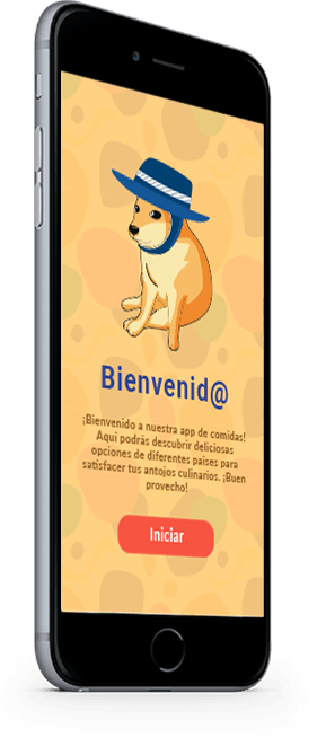 Bienvenid@
¡Bienvenido a nuestra app de comidas!
Aquí podrás descubrir deliciosas
opciones de diferentes países para
satisfacer tus antojos culinarios. ¡Buen
provecho!
Iniciar